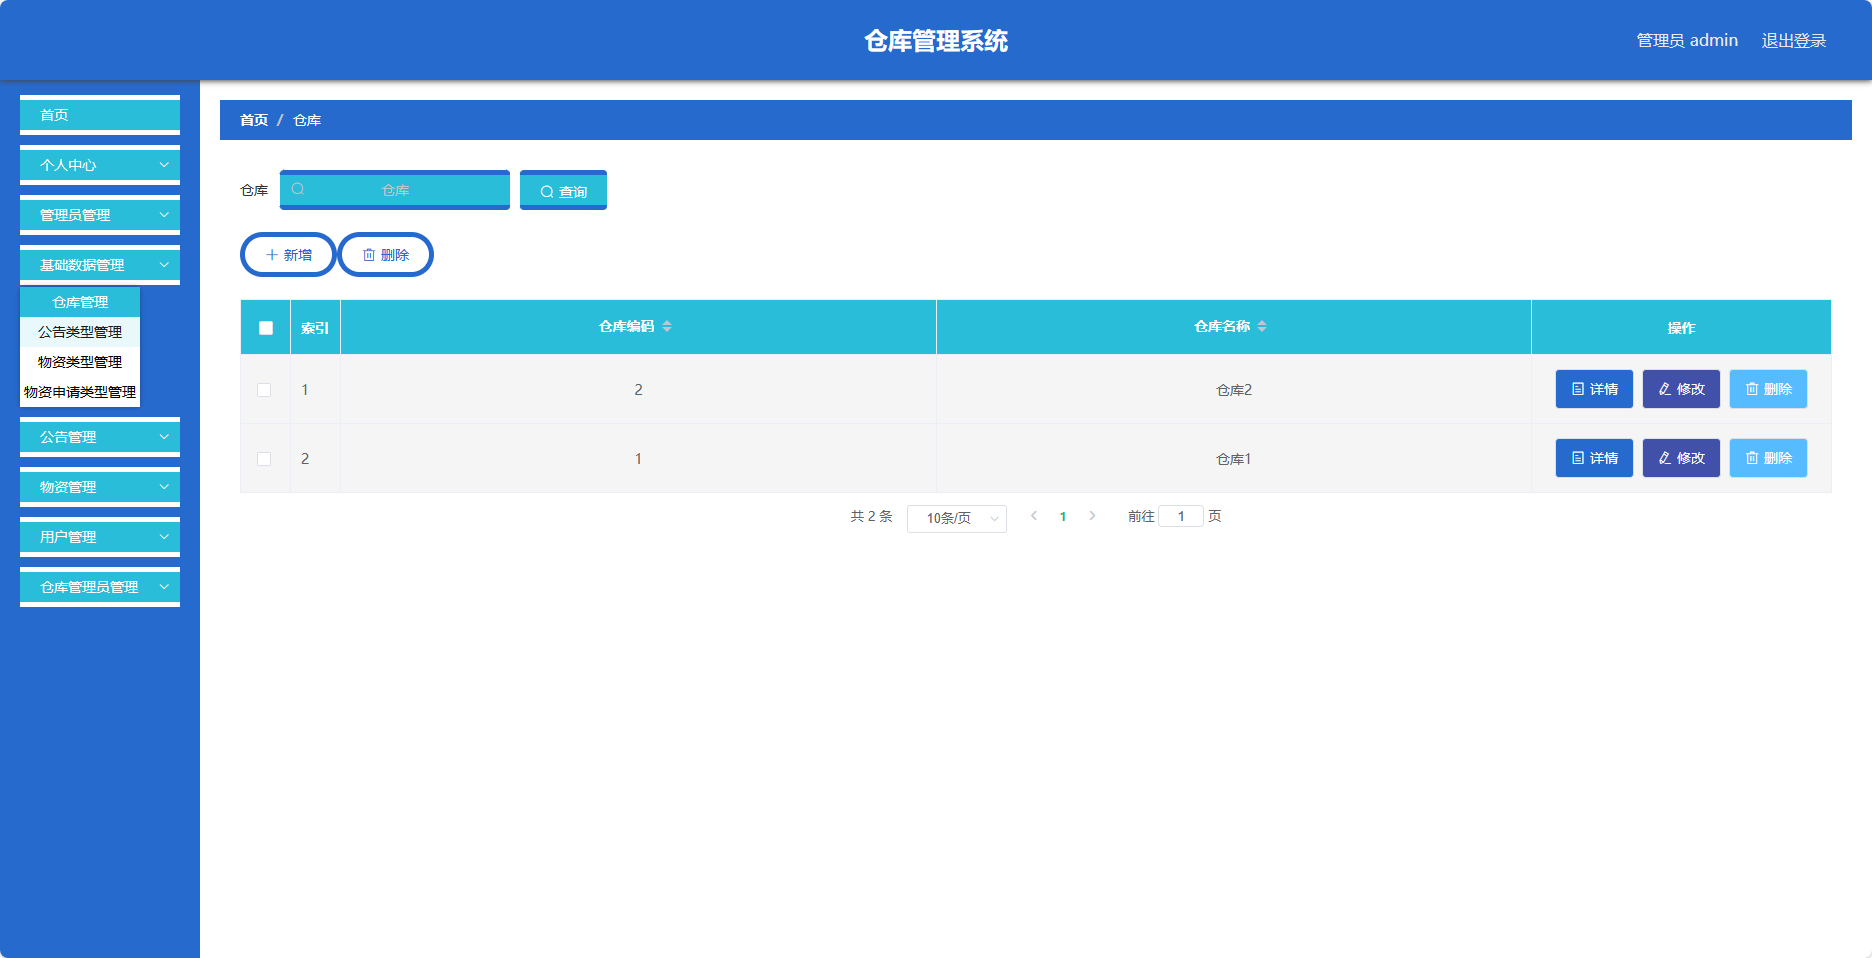 仓库管理系统
管理员 admin 退出登录
首页
个人中心
管理员管理
基础数据管理
仓库管理
公告类型管理
物资类型管理
物资申请类型管理
公告管理
物资管理
用户管理
仓库管理员管理
首页 / 仓库
仓库 仓库 查询
新增 删除
索引 仓库编码 仓库名称 操作
1 2 仓库2 详情 修改 删除
2 1 仓库1 详情 修改 删除
共 2 条 10条/页 1 前往 1 页